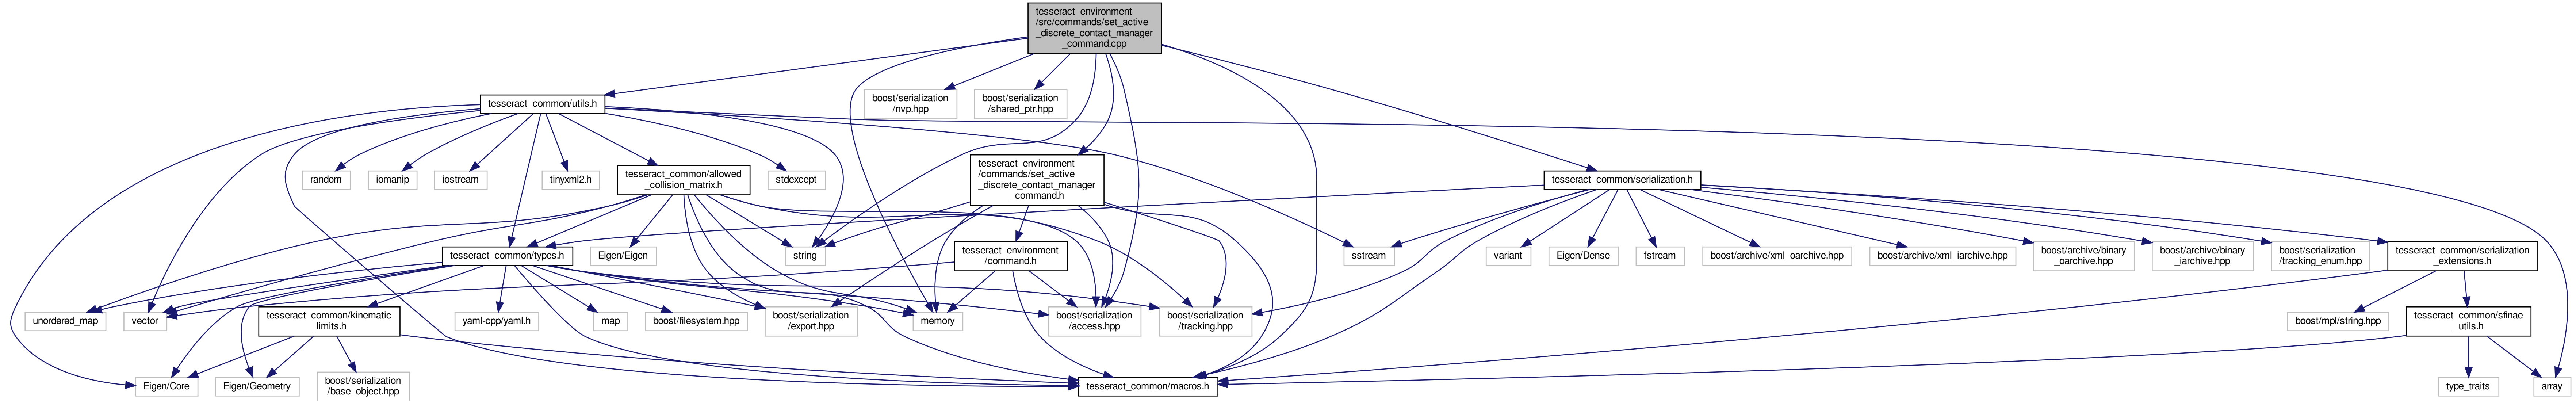 tesseract_environment
/src/commands/set_active
_discrete_contact_manager
_command.cpp
tesseract_common/utils.h
boost/serialization
/nvp.hpp
boost/serialization
/shared_ptr.hpp
random
iomanip
iostream
tinyxml2.h
tesseract_common/allowed
_collision_matrix.h
stdexcept
tesseract_environment
/commands/set_active
_discrete_contact_manager
_command.h
tesseract_common/serialization.h
tesseract_common/types.h
Eigen/Eigen
string
tesseract_environment
/command.h
sstream
variant
Eigen/Dense
fstream
boost/archive/xml_oarchive.hpp
boost/archive/xml_iarchive.hpp
boost/archive/binary
_oarchive.hpp
boost/archive/binary
_iarchive.hpp
boost/serialization
/tracking_enum.hpp
tesseract_common/serialization
_extensions.h
unordered_map
vector
tesseract_common/kinematic
_limits.h
yaml-cpp/yaml.h
map
boost/filesystem.hpp
boost/serialization
/export.hpp
memory
boost/serialization
/access.hpp
boost/serialization
/tracking.hpp
boost/mpl/string.hpp
tesseract_common/sfinae
_utils.h
Eigen/Core
Eigen/Geometry
boost/serialization
/base_object.hpp
tesseract_common/macros.h
type_traits
array